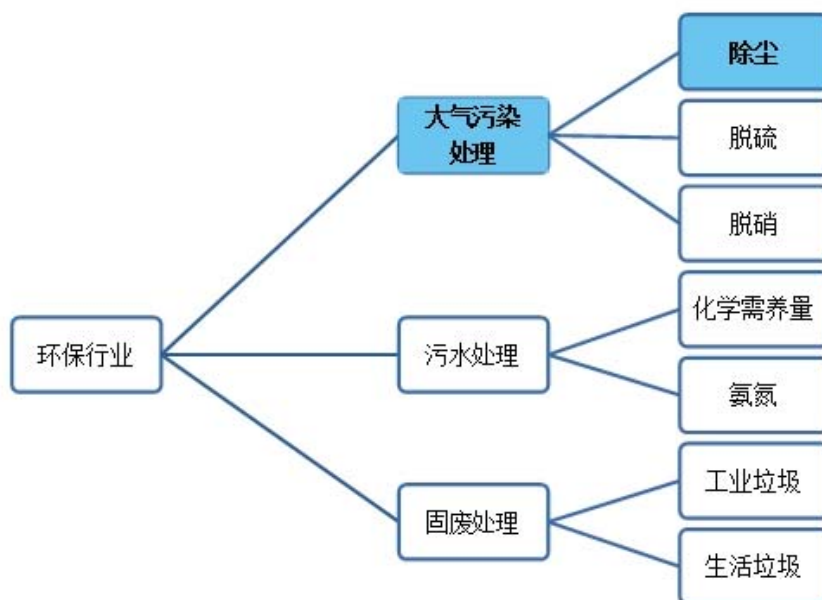 除尘
大气污染
处理
脱硫
脱硝
化学需养量
环保行业
污水处理
氨氮
工业垃圾
固废处理
生活垃圾